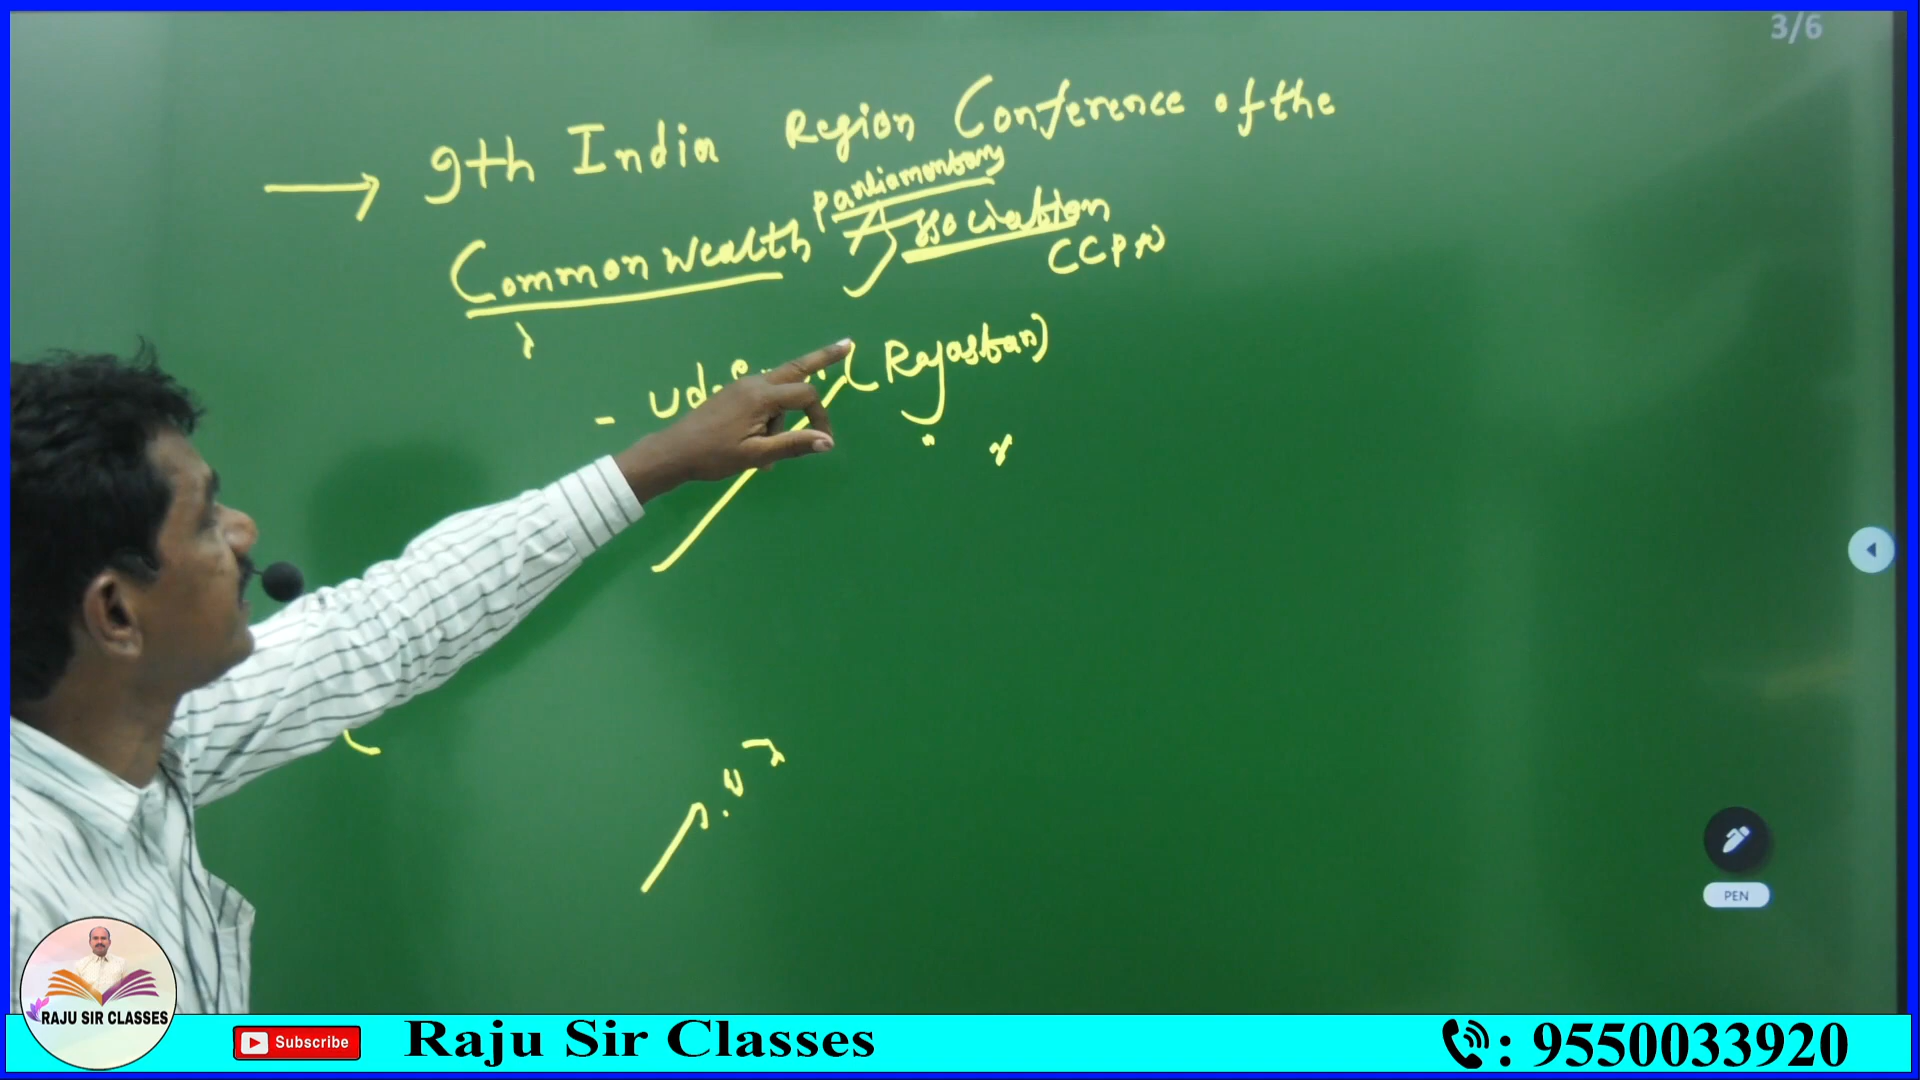 3/6
→ 9th India Region Conference of the
Parliamentary
Common Wealth Association
CCPA
- (Rajastan)
PEN
RAJU SIR CLASSES
Subscribe
Raju Sir Classes
: 9550033920